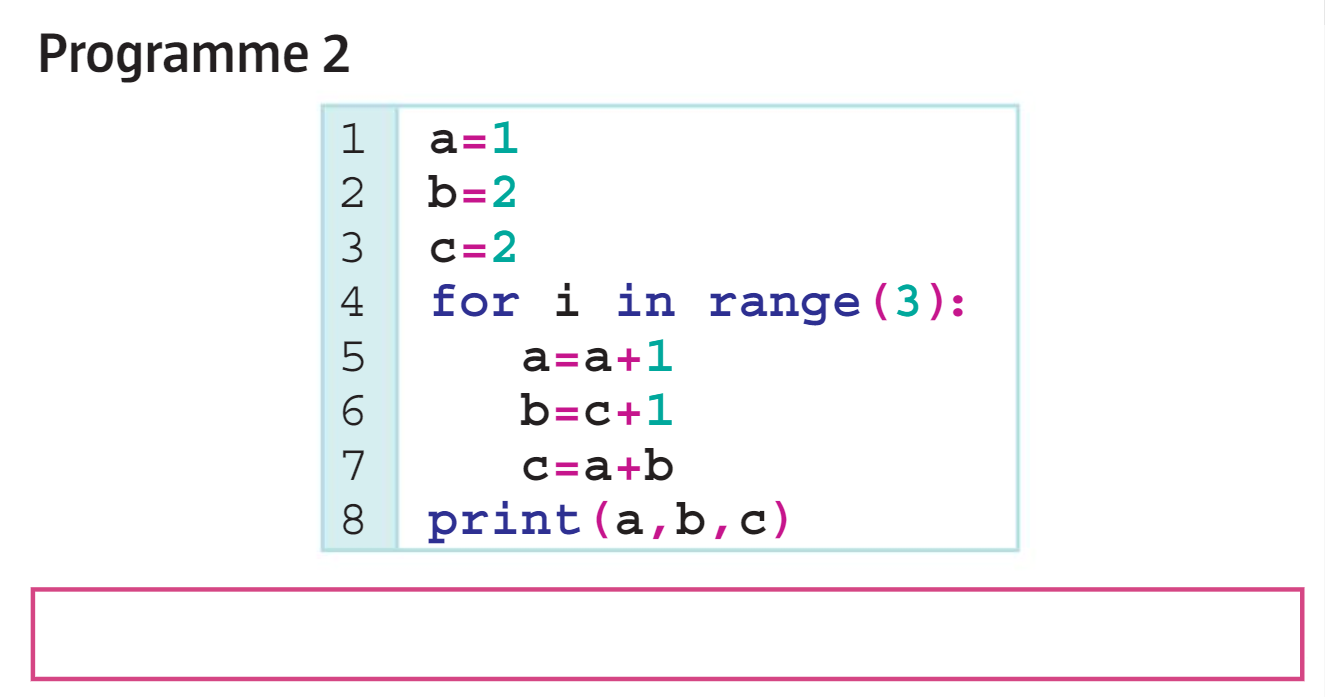 Programme 2
1 a=1
2 b=2
3 c=2
4 for i in range(3):
5 a=a+1
6 b=c+1
7 c=a+b
8 print(a,b,c)